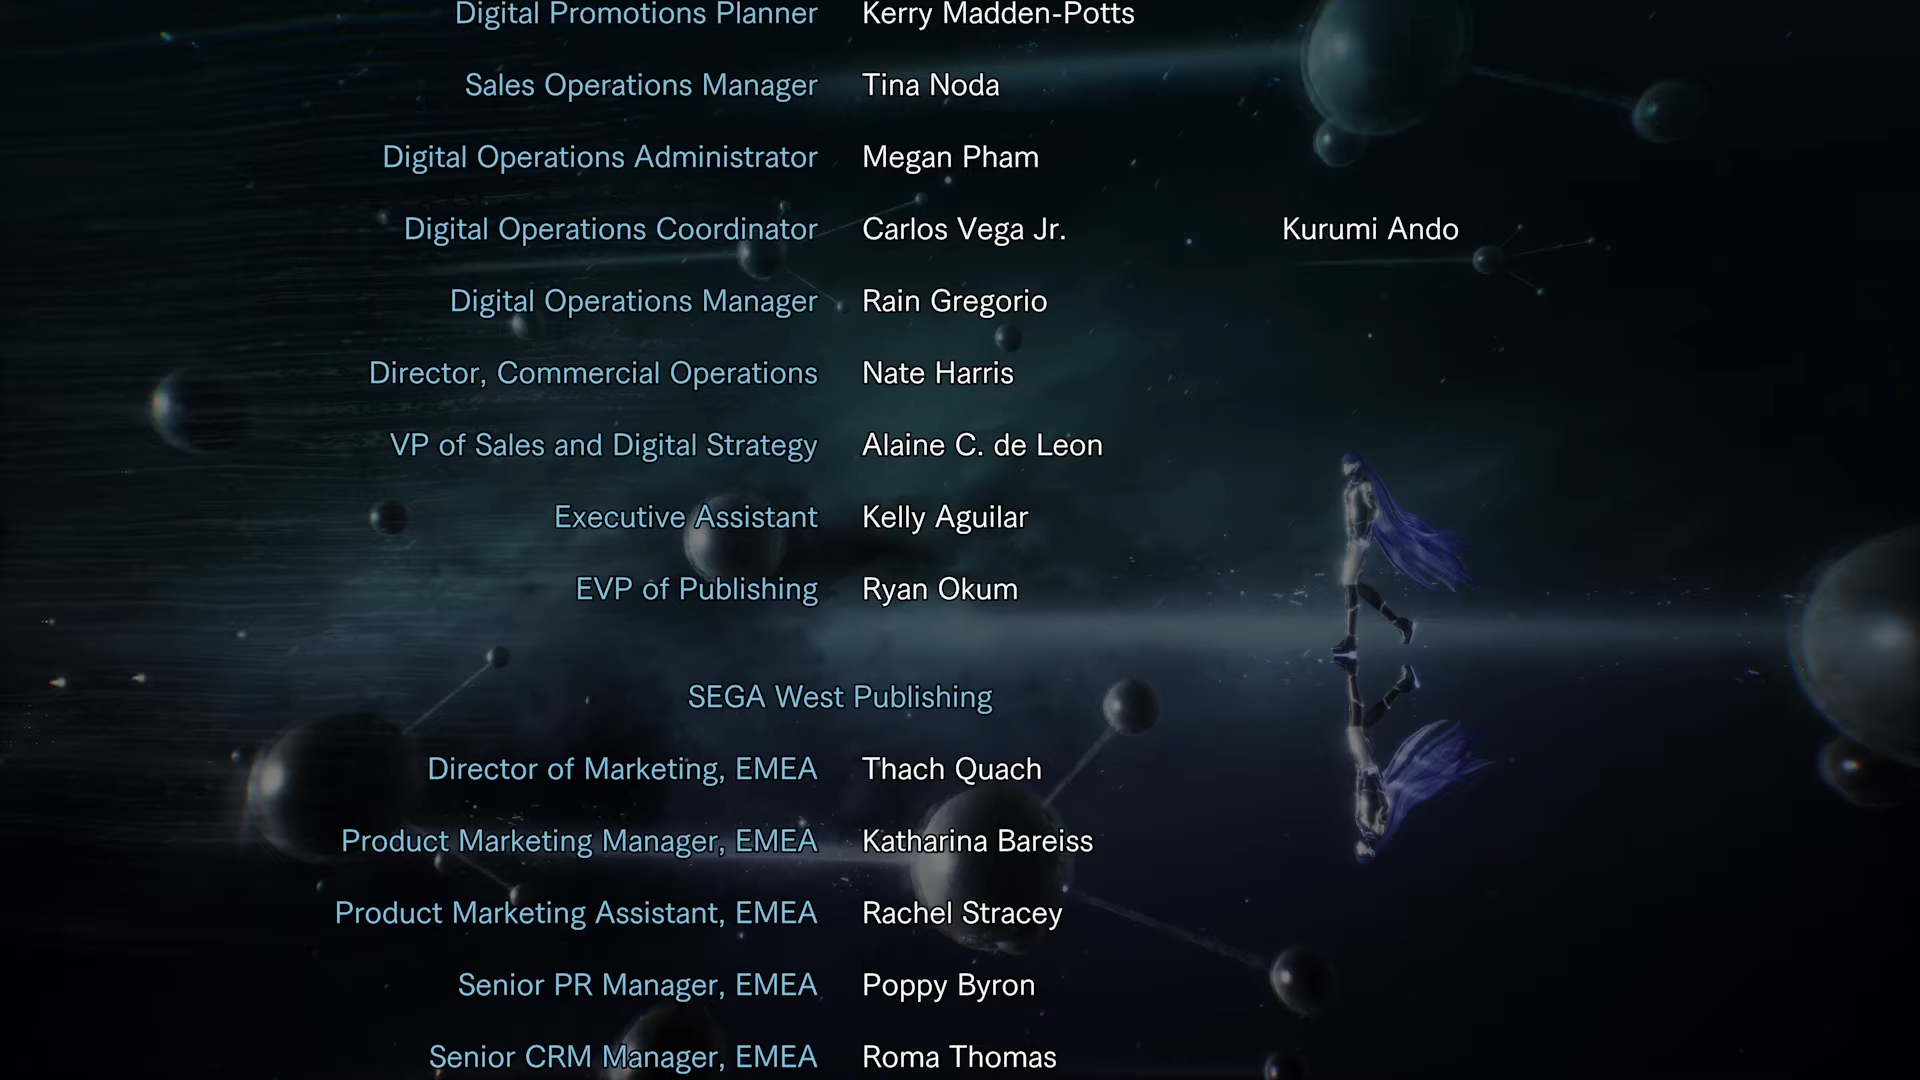 Digital Promotions Planner Kerry Madden-Potts
Sales Operations Manager Tina Noda
Digital Operations Administrator Megan Pham
Digital Operations Coordinator Carlos Vega Jr. Kurumi Ando
Digital Operations Manager Rain Gregorio
Director, Commercial Operations Nate Harris
VP of Sales and Digital Strategy Alaine C. de Leon
Executive Assistant Kelly Aguilar
EVP of Publishing Ryan Okum
SEGA West Publishing
Director of Marketing, EMEA Thach Quach
Product Marketing Manager, EMEA Katharina Bareiss
Product Marketing Assistant, EMEA Rachel Stracey
Senior PR Manager, EMEA Poppy Byron
Senior CRM Manager, EMEA Roma Thomas